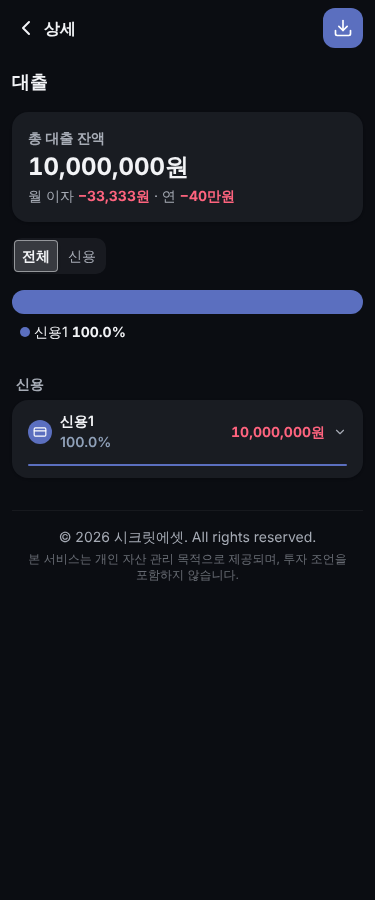 상세
대출
총 대출 잔액
10,000,000원
월 이자 −33,333원 · 연 −40만원
전체 신용
신용1 100.0%
신용
신용1
10,000,000원
100.0%
© 2026 시크릿에셋. All rights reserved.
본 서비스는 개인 자산 관리 목적으로 제공되며, 투자 조언을
포함하지 않습니다.